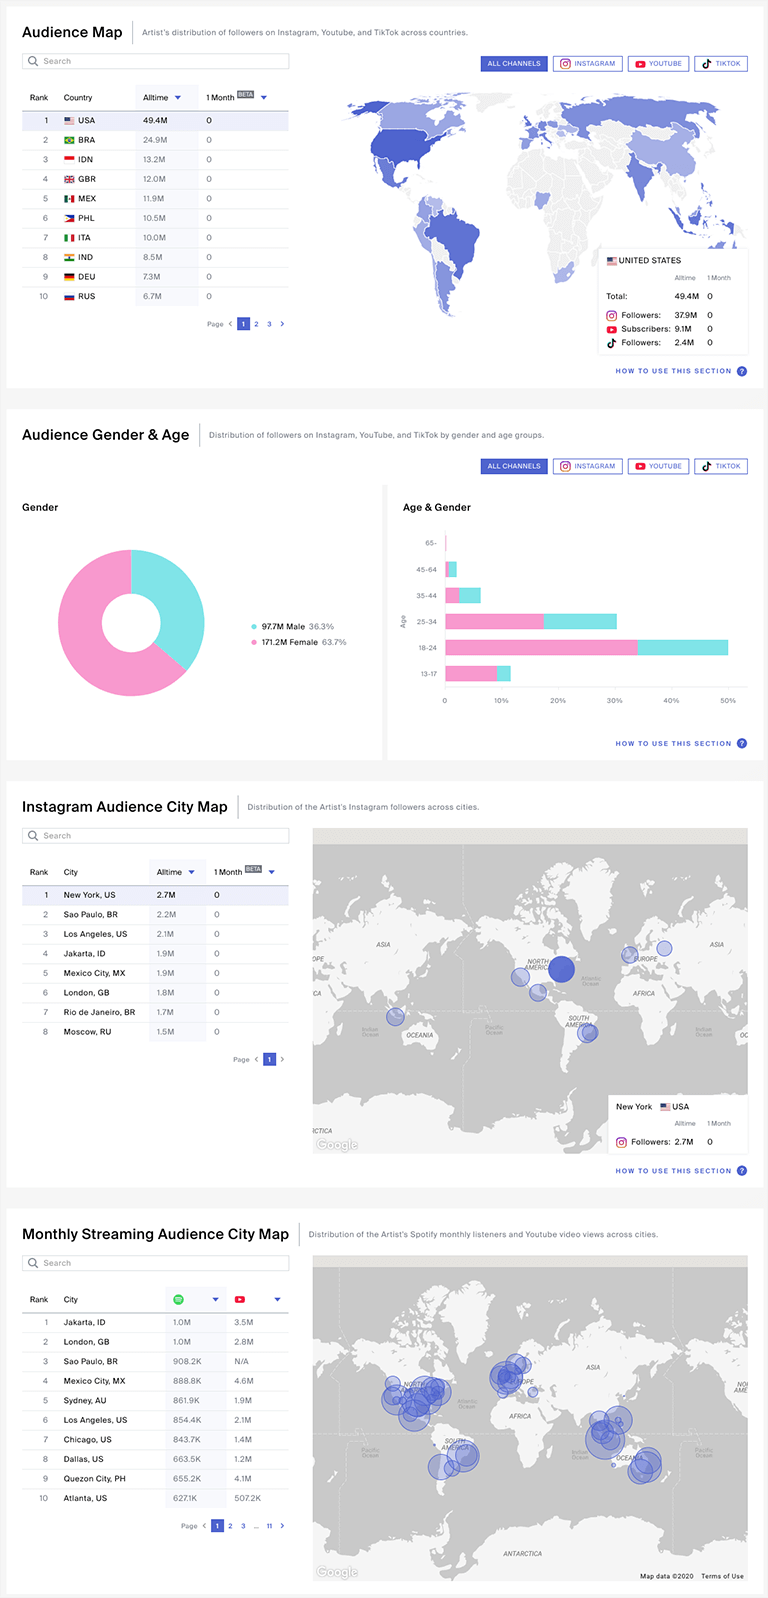 Audience Map
Artist's distribution of followers on Instagram, Youtube, and TikTok across countries.
Search
ALL CHANNELS INSTAGRAM YOUTUBE TIKTOK
Rank Country Alltime 1 Month BETA
1 USA 49.4M 0
2 BRA 24.9M 0
3 IDN 13.2M 0
4 GBR 12.0M 0
5 MEX 11.9M 0
6 PHL 10.5M 0
7 ITA 10.0M 0
8 IND 8.5M 0
9 DEU 7.3M 0
10 RUS 6.7M 0
Page 1 2 3
UNITED STATES
Alltime 1 Month
Total: 49.4M 0
Followers: 37.9M 0
Subscribers: 9.1M 0
Followers: 2.4M 0
HOW TO USE THIS SECTION ?
Audience Gender & Age
Distribution of followers on Instagram, YouTube, and TikTok by gender and age groups.
ALL CHANNELS INSTAGRAM YOUTUBE TIKTOK
Gender
97.7M Male 36.3%
171.2M Female 63.7%
Age & Gender
Age
65-
45-64
35-44
25-34
18-24
13-17
0 10% 20% 30% 40% 50%
HOW TO USE THIS SECTION ?
Instagram Audience City Map
Distribution of the Artist's Instagram followers across cities.
Search
Rank City Alltime 1 Month BETA
1 New York, US 2.7M 0
2 Sao Paulo, BR 2.2M 0
3 Los Angeles, US 2.1M 0
4 Jakarta, ID 1.9M 0
5 Mexico City, MX 1.9M 0
6 London, GB 1.8M 0
7 Rio de Janeiro, BR 1.7M 0
8 Moscow, RU 1.5M 0
Page 1
OPE
ASIA
NORTH
AMERICA
EUROPE
ASIA
ICA
Atlantic
Ocean
AFRICA
Indian
Ocean
OCEANIA
Pacific
Ocean
SOUTH
AMERICA
Indian
Ocean
OC
RCTICA
Google
New York USA
Alltime 1 Month
Followers: 2.7M 0
HOW TO USE THIS SECTION ?
Monthly Streaming Audience City Map
Distribution of the Artist's Spotify monthly listeners and Youtube video views across cities.
Search
Rank City
1 Jakarta, ID 1.0M 3.5M
2 London, GB 1.0M 2.8M
3 Sao Paulo, BR 908.2K N/A
4 Mexico City, MX 888.8K 4.6M
5 Sydney, AU 861.9K 1.9M
6 Los Angeles, US 854.4K 2.1M
7 Chicago, US 843.7K 1.4M
8 Dallas, US 663.5K 1.2M
9 Quezon City, PH 655.2K 4.1M
10 Atlanta, US 627.1K 507.2K
Page 1 2 3 ... 11
NORTH
OPE
ASIA
Atlantic
Ocean
AFRICA
Pacific
Ocean
SOUTH
AMERICA
Indian
Ocean
OCEANIA
Pacific
Ocean
ANTARCTICA
Google
Map data ©2020 Terms of Use